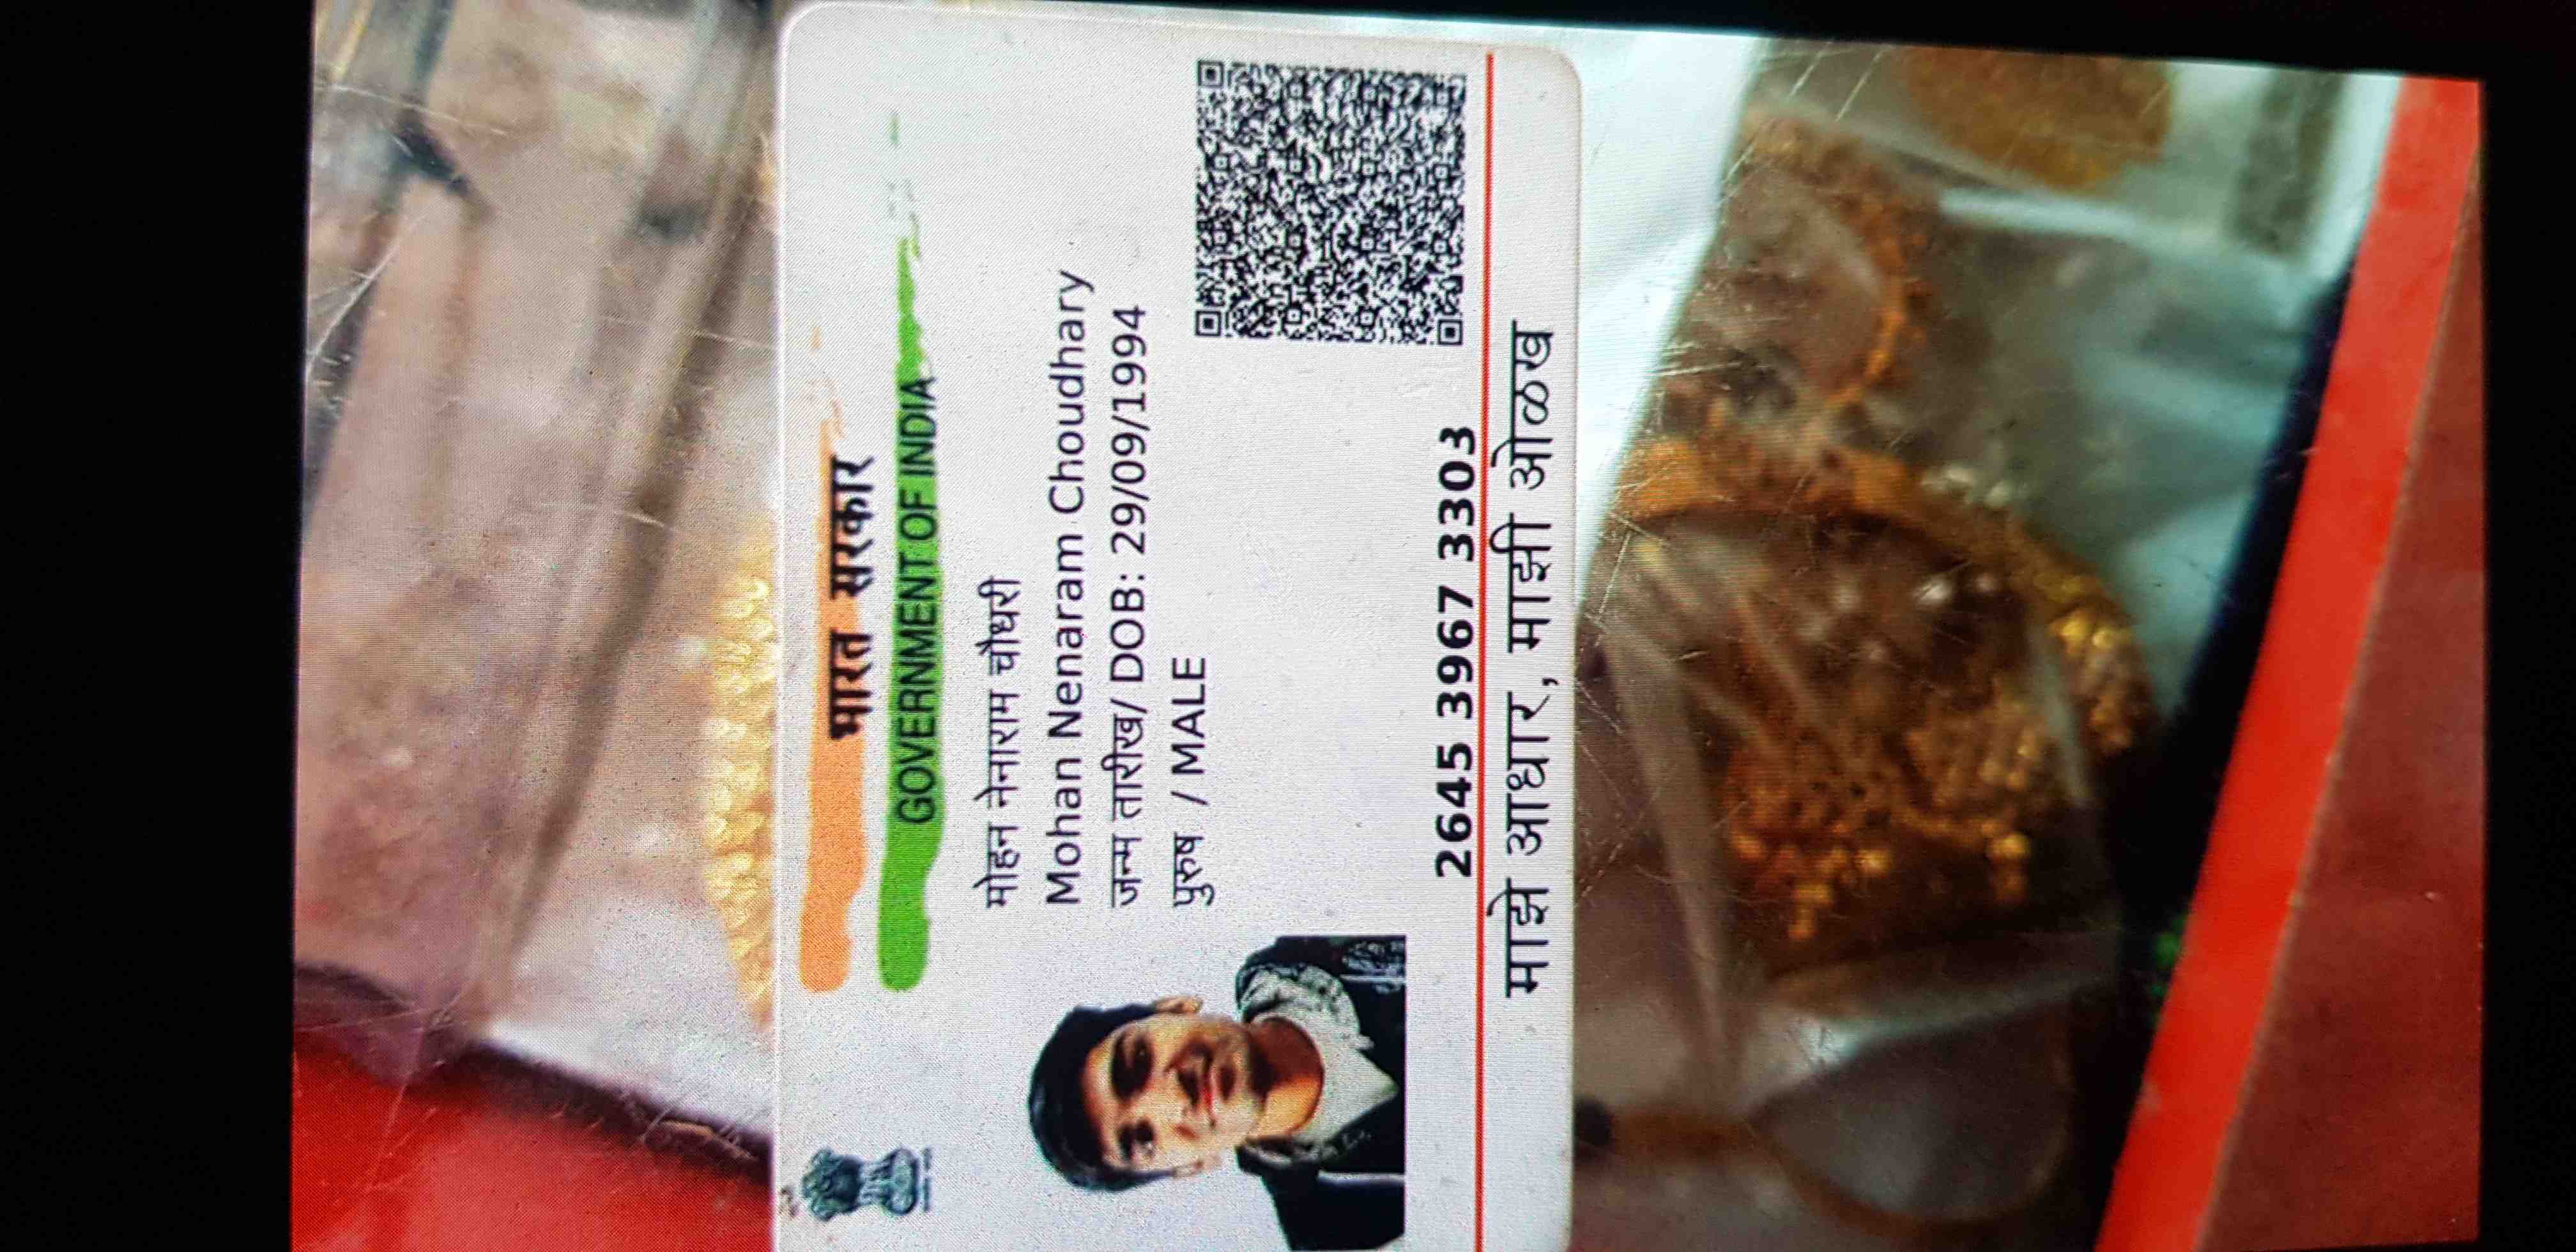 भारत सरकार
GOVERNMENT OF INDIA
मोहन नेनाराम चौधरी
Mohan Nenaram Choudhary
जन्म तारीख/ DOB: 29/09/1994
पुरुष / MALE
2645 3967 3303
माझे आधार, माझी ओळख